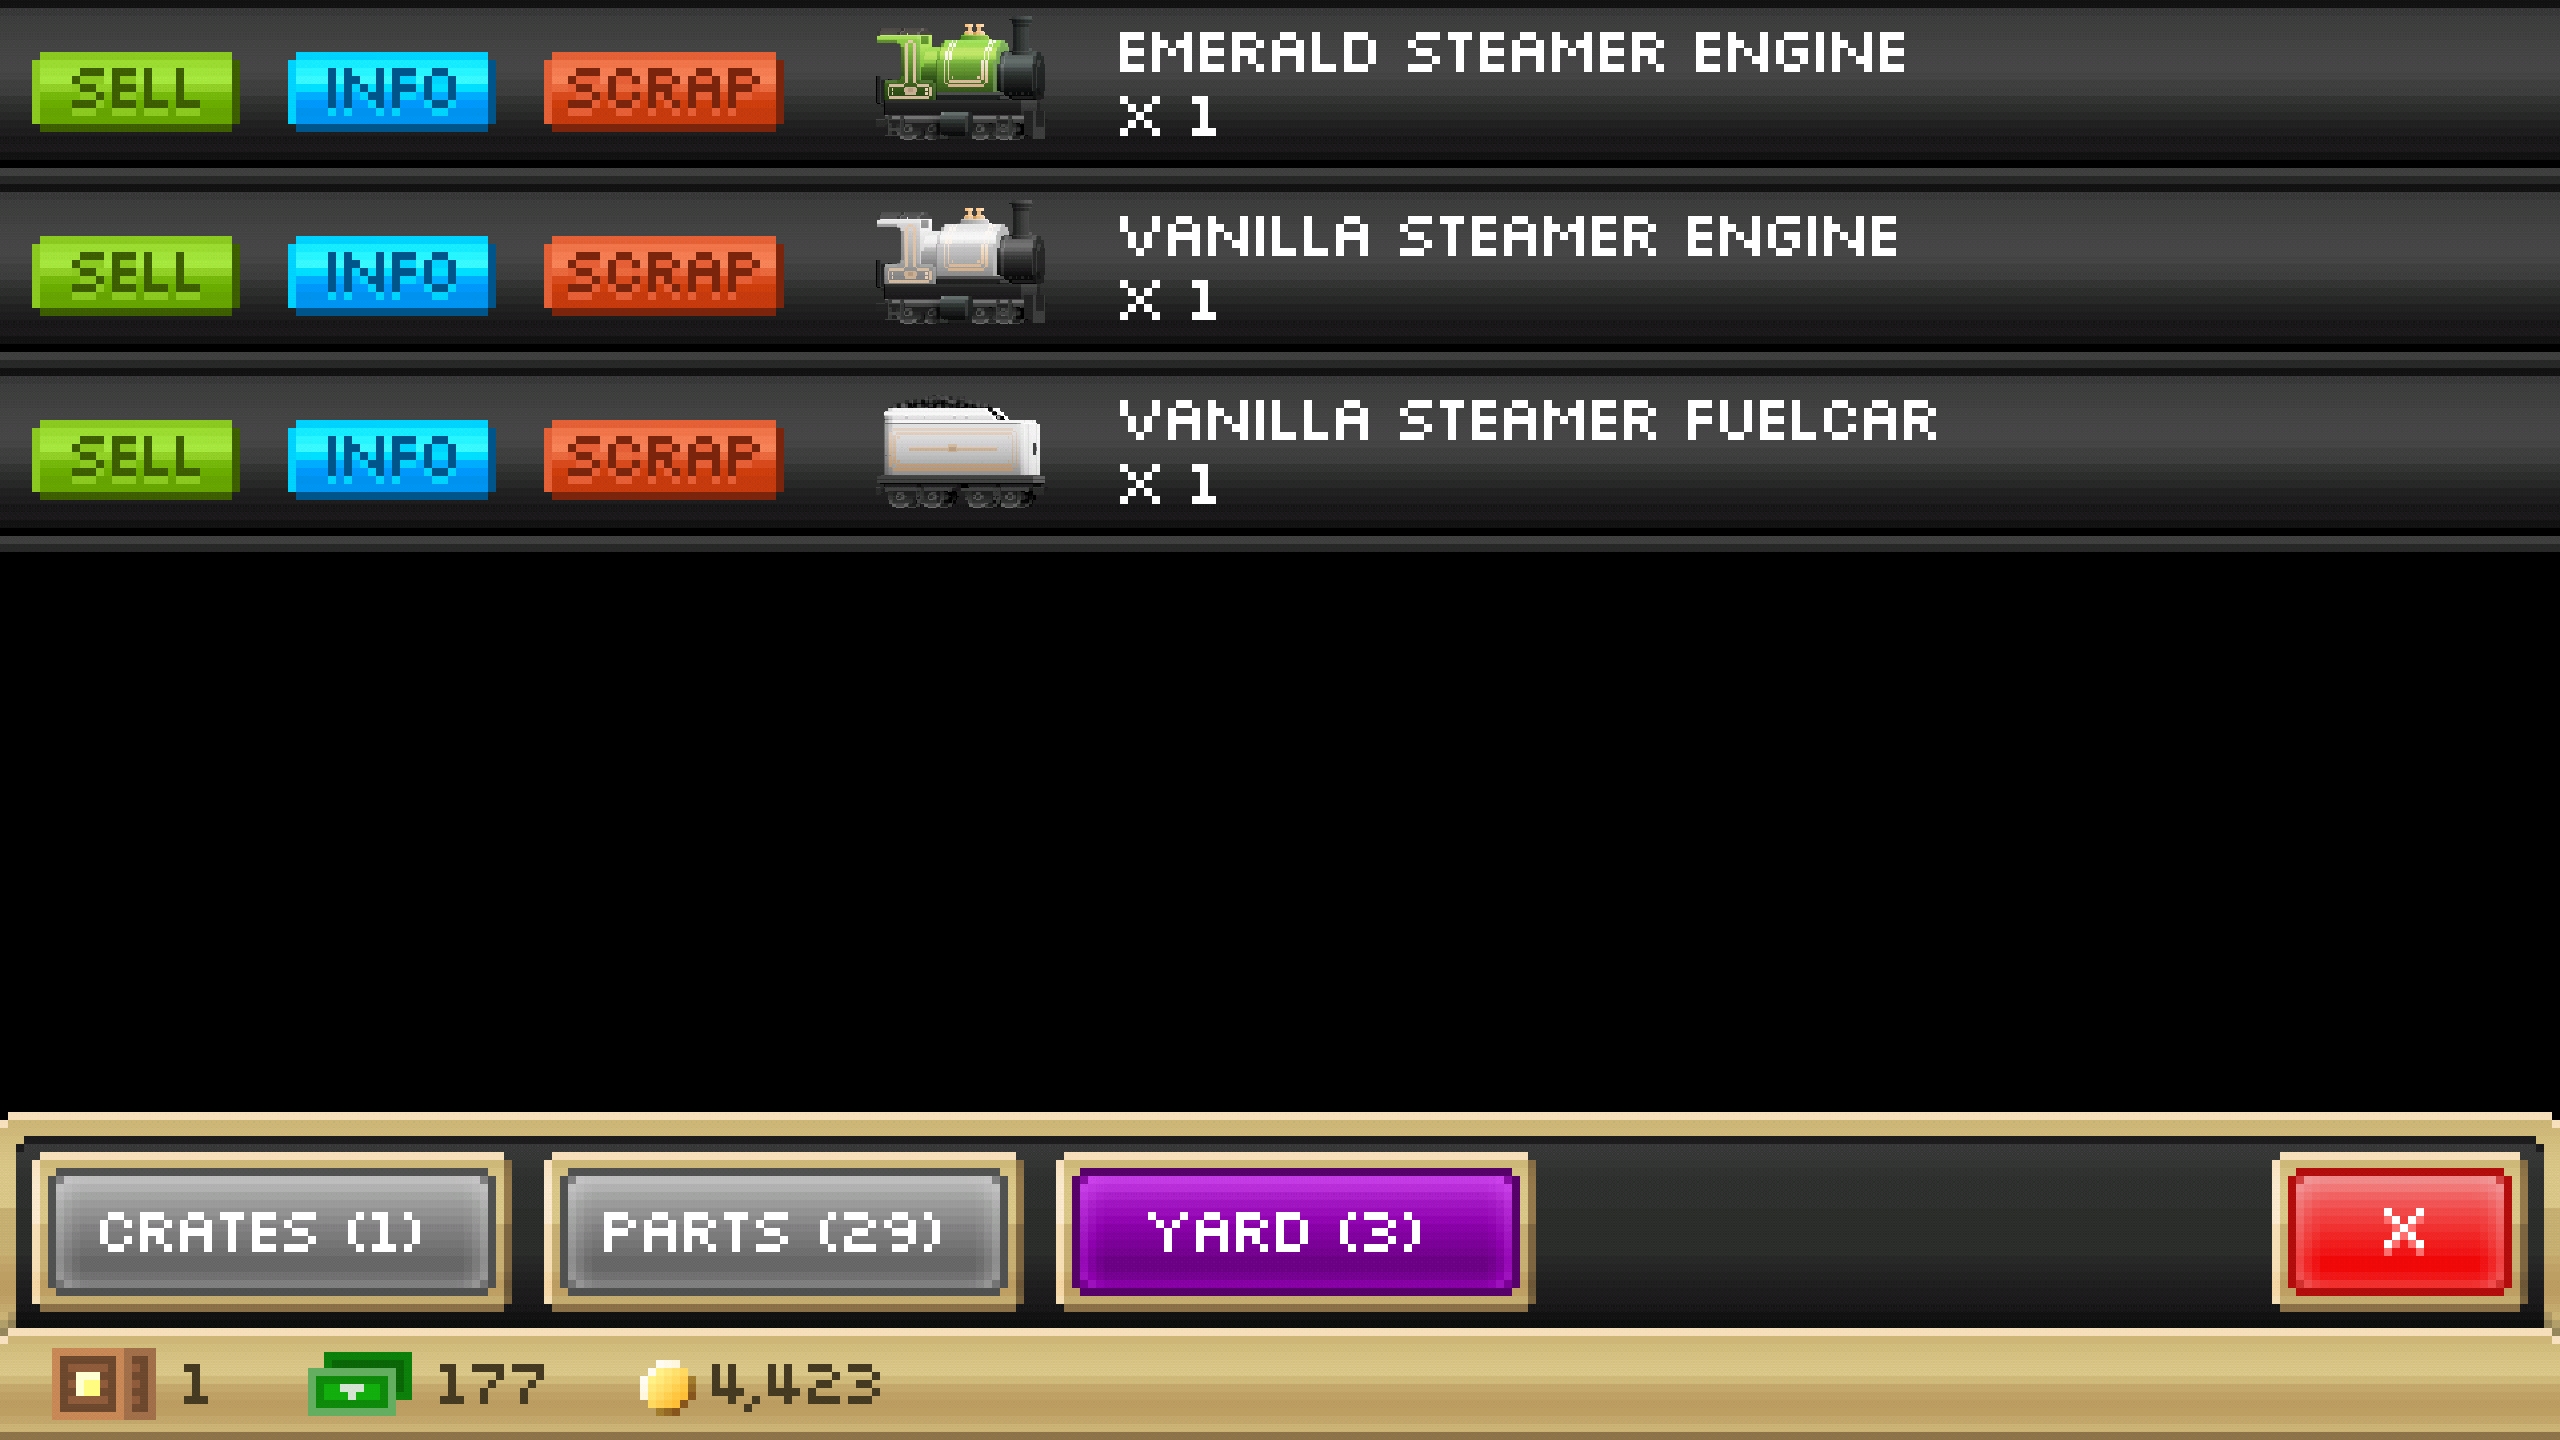 SELL INFO SCRAP EMERALD STEAMER ENGINE
X 1
SELL INFO SCRAP VANILLA STEAMER ENGINE
X 1
SELL INFO SCRAP VANILLA STEAMER FUELCAR
X 1
CRATES (1) PARTS (29) YARD (3) X
1 177 4,423